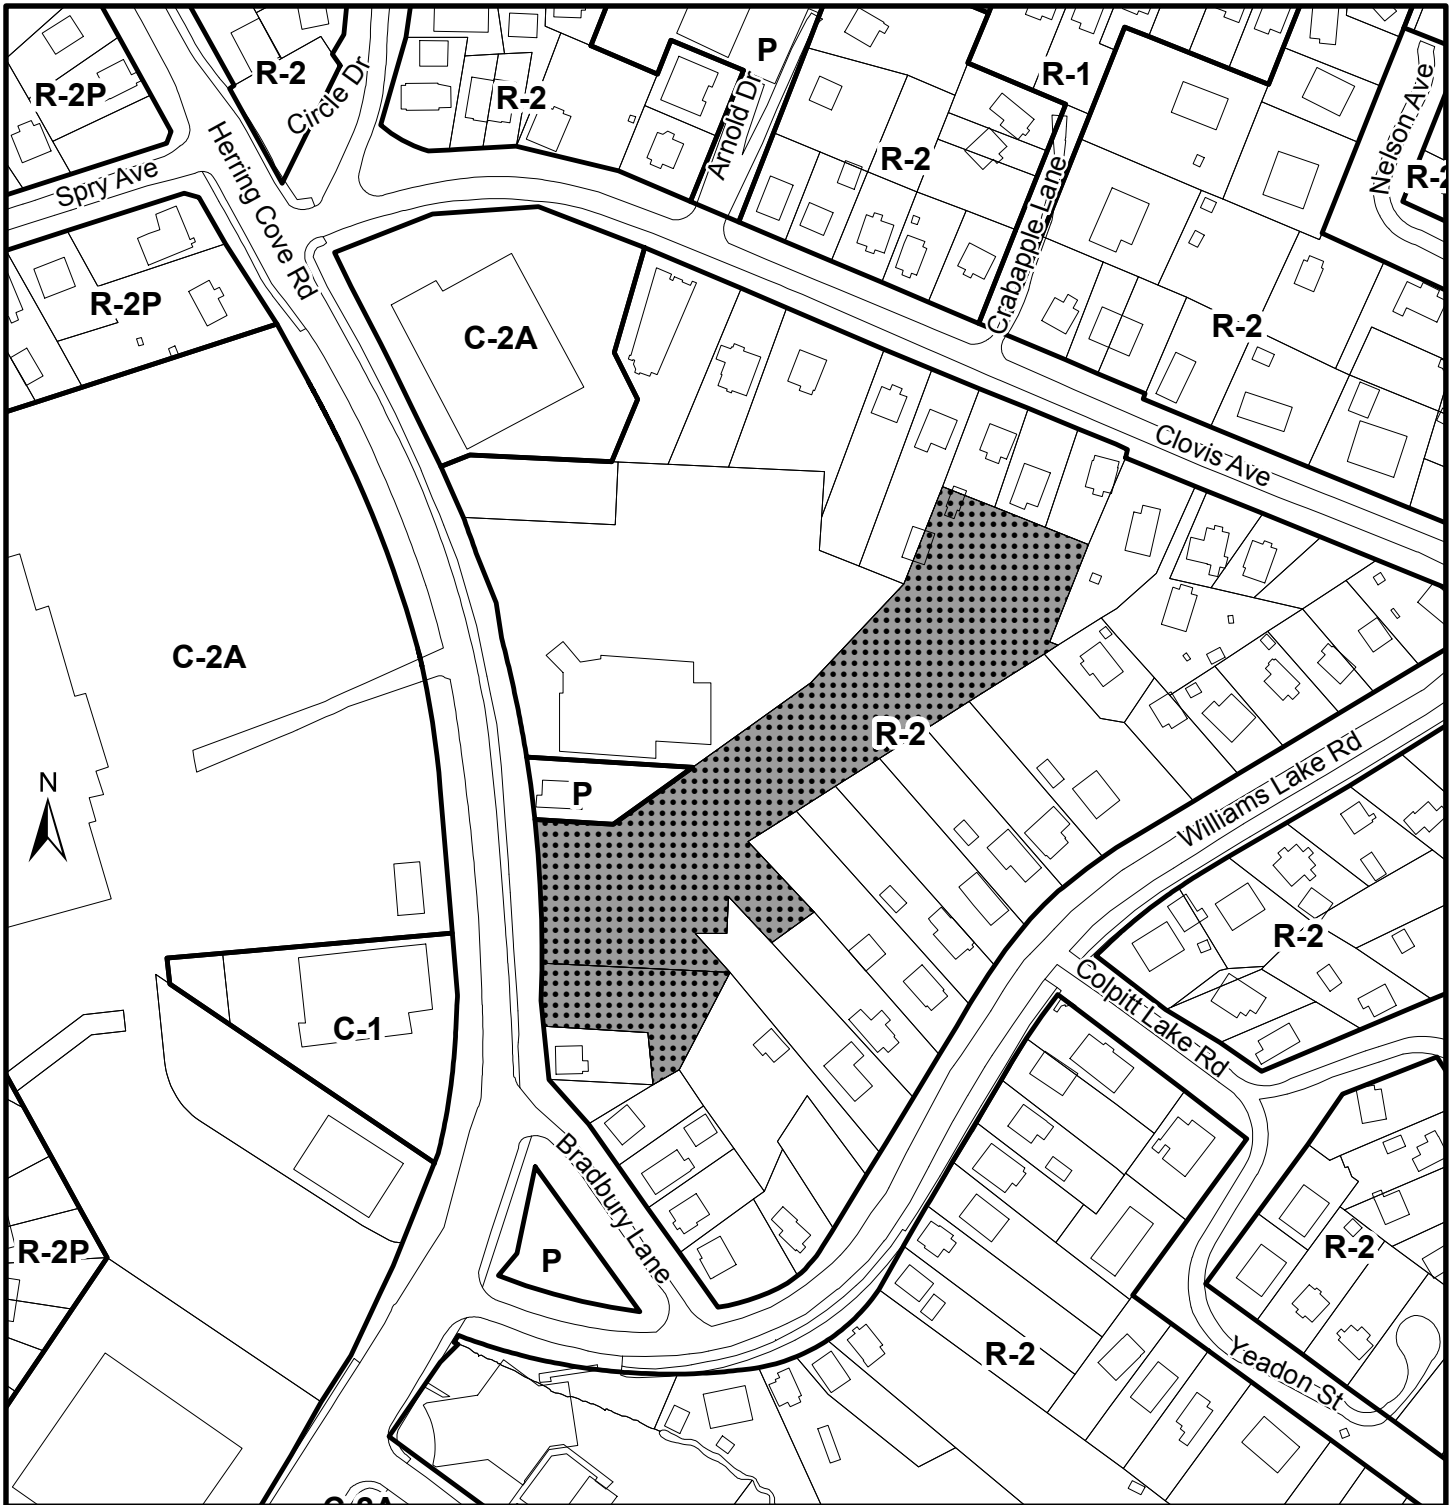 P
R-2
R-1
R-2P
R-2
Circle Dr
Arnold Dr
Nelson Ave
R-2
Herring Cove Rd
Spry Ave
R-2P
Crabapple Lane
C-2A
R-2
Clovis Ave
C-2A
R-2
Williams Lake Rd
N
P
R-2
Colpitt Lake Rd
C-1
Bradbury Lane
R-2P
P
R-2
R-2
Yeadon St